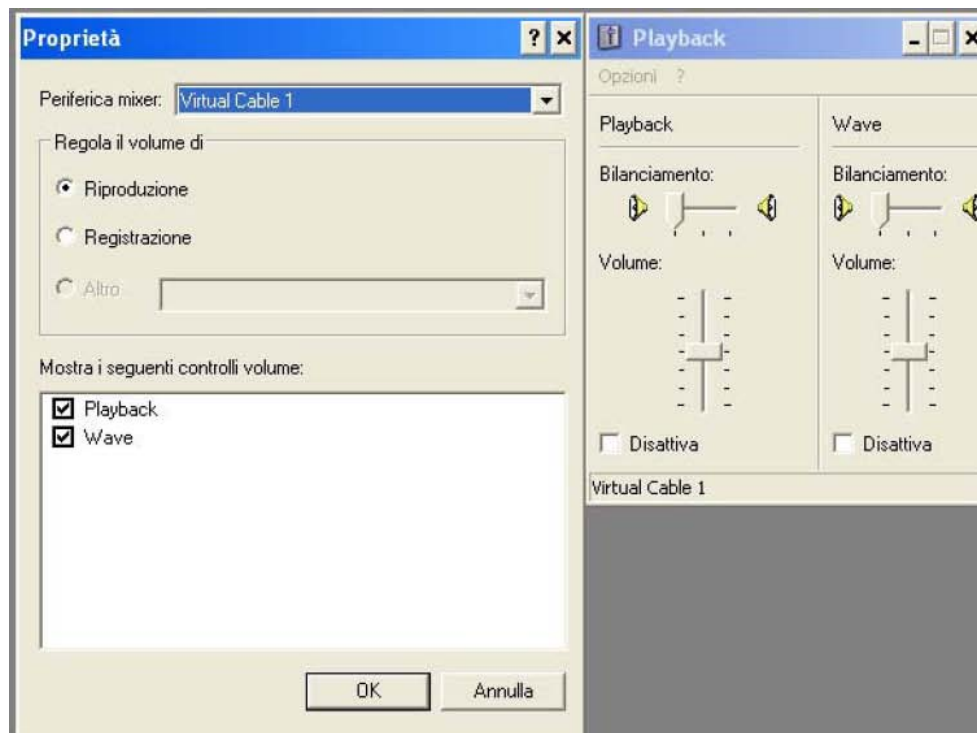 Proprietà
Periferica mixer: Virtual Cable 1
Regola il volume di
Riproduzione
Registrazione
Altro
Mostra i seguenti controlli volume:
Playback
Wave
OK Annulla
Playback
Opzioni ?
Playback Wave
Bilanciamento: Bilanciamento:
Volume: Volume:
Disattiva Disattiva
Virtual Cable 1